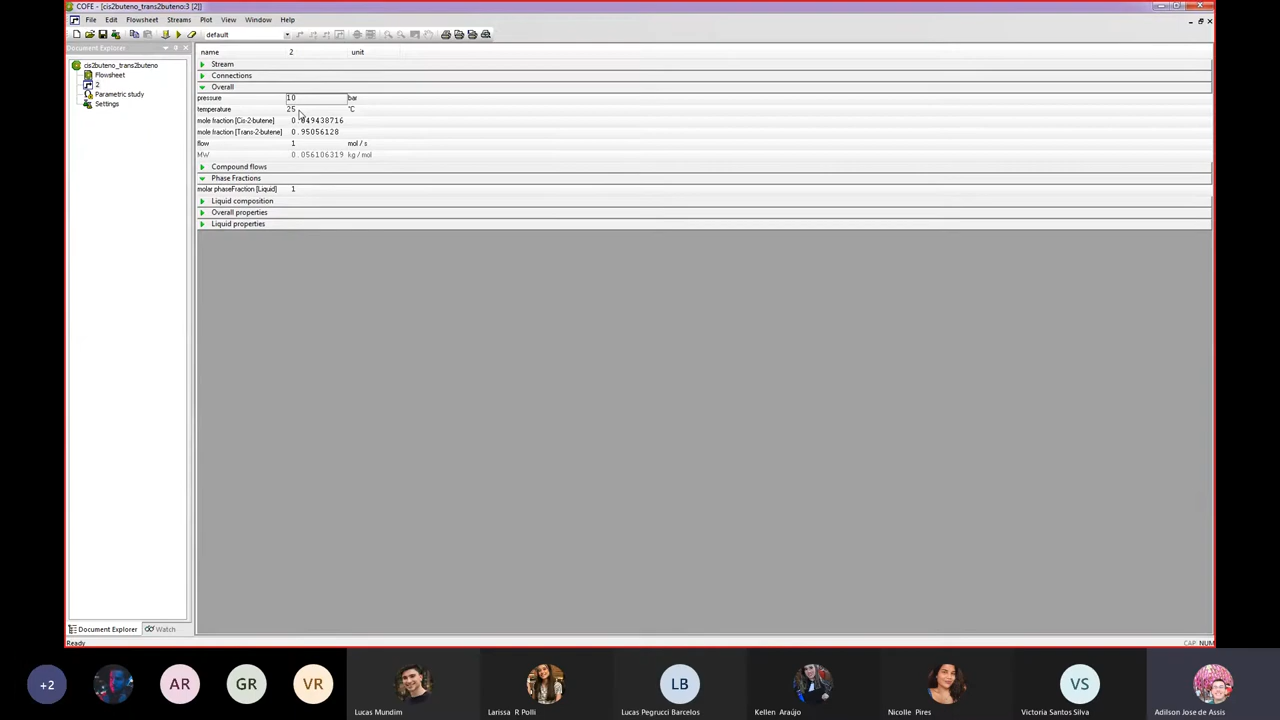 COFE - [cis2buteno_trans2buteno:3 [2]]
File Edit Flowsheet Streams Plot View Window Help
default
Document Explorer
cis2buteno_trans2buteno
Flowsheet
2
Parametric study
Settings
name 2 unit
Stream
Connections
Overall
pressure 10 bar
temperature 25 °C
mole fraction [Cis-2-butene] 0.049438716
mole fraction [Trans-2-butene] 0.95056128
flow 1 mol / s
MW 0.056106319 kg / mol
Compound flows
Phase Fractions
molar phaseFraction [Liquid] 1
Liquid composition
Overall properties
Liquid properties
Document Explorer Watch
Ready CAP NUM
+2 AR GR VR LB VS
Lucas Mundim Larissa R Polli Lucas Pegrucci Barcelos Kellen Araújo Nicolle Pires Victoria Santos Silva Adilson Jose de Assis